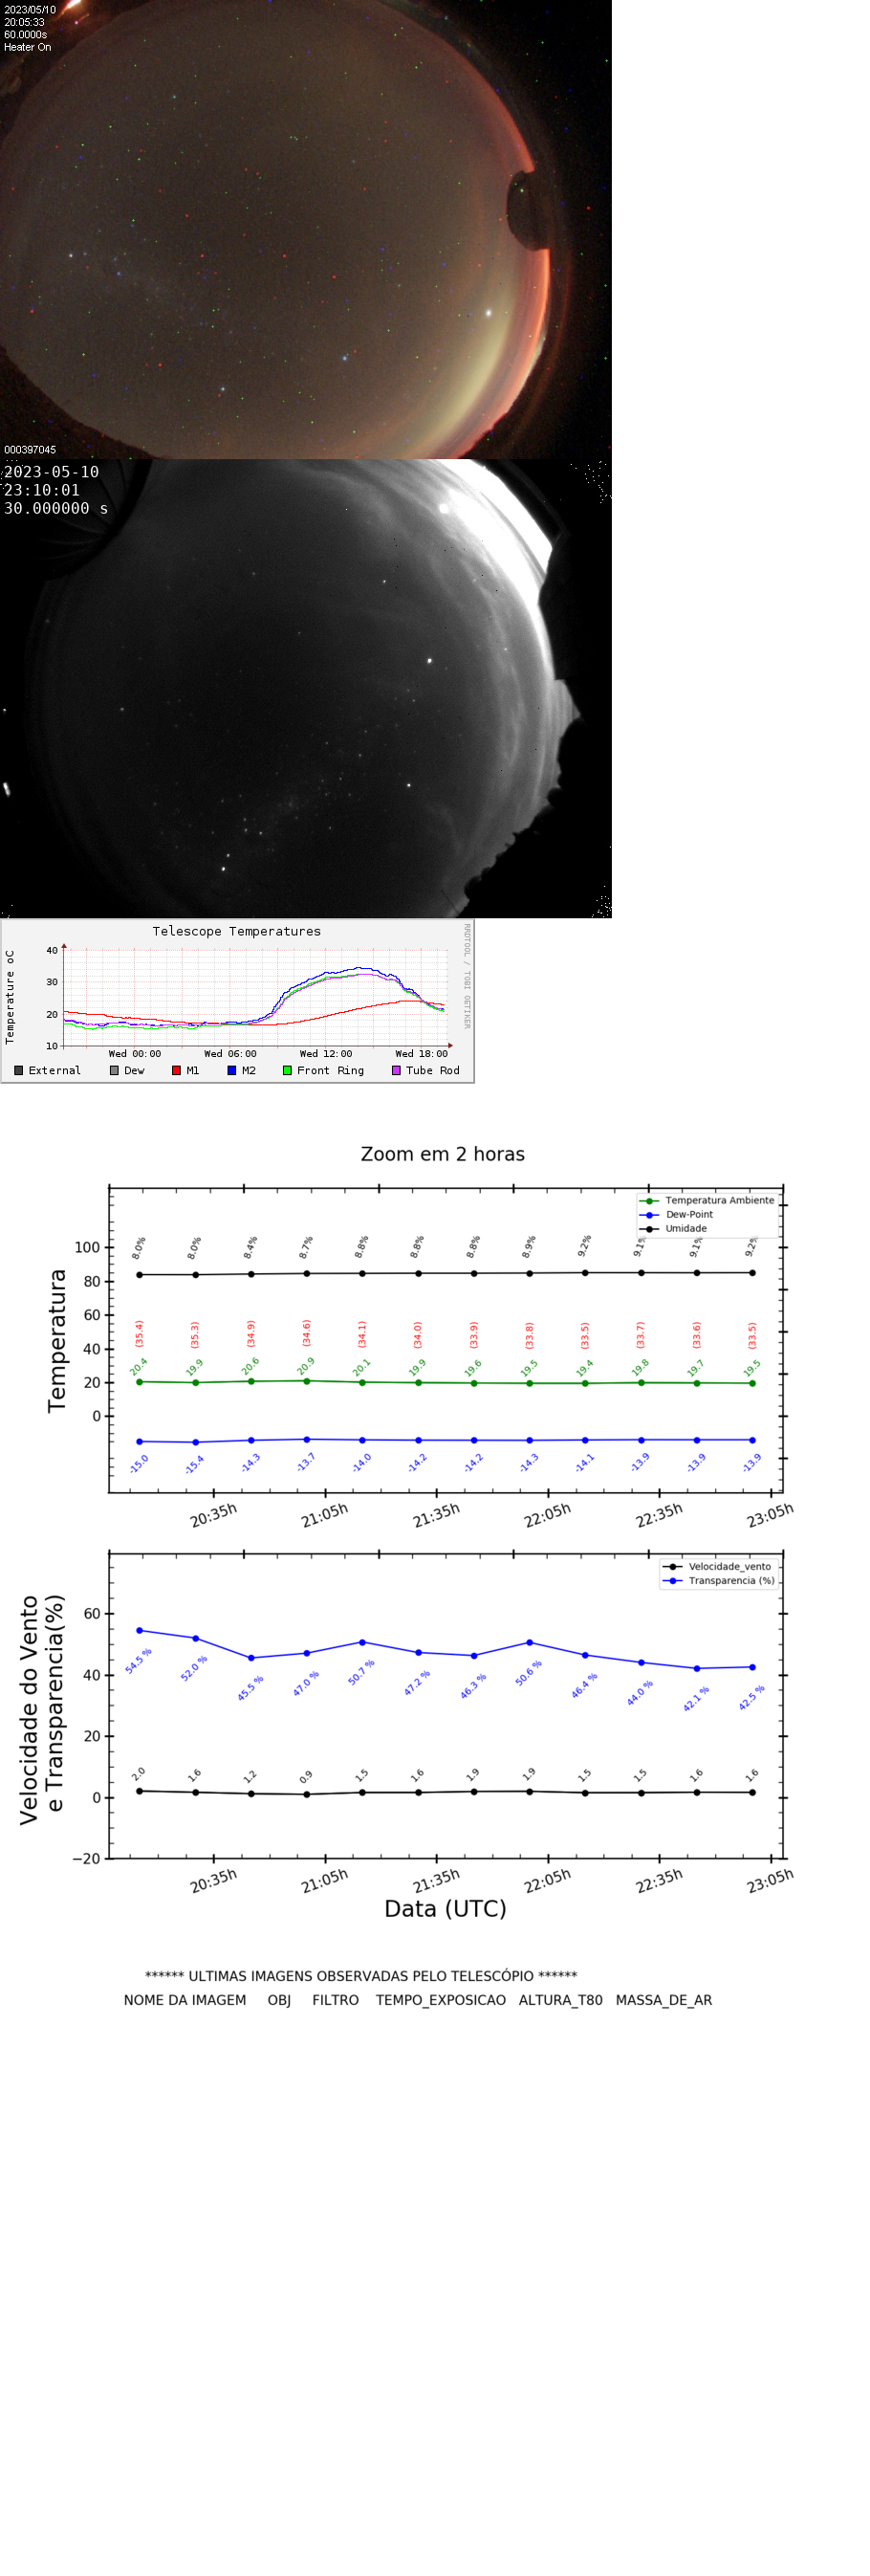 2023/05/10
20:05:33
60.0000s
Heater On
000397045
2023-05-10
23:10:01
30.000000 s
Telescope Temperatures
Temperature oC
40
30
20
10
Wed 00:00 Wed 06:00 Wed 12:00 Wed 18:00
External Dew M1 M2 Front Ring Tube Rod
RRDTOOL / TOBI OETIKER
Zoom em 2 horas
Temperatura
Temperatura Ambiente
Dew-Point
Umidade
100
80
60
40
20
0
8.0% 8.0% 8.4% 8.7% 8.8% 8.8% 8.8% 8.9% 9.2% 9.1% 9.1% 9.2%
(35.4) (35.3) (34.9) (34.6) (34.1) (34.0) (33.9) (33.8) (33.5) (33.7) (33.6) (33.5)
20.4 19.9 20.6 20.9 20.1 19.9 19.6 19.5 19.4 19.8 19.7 19.5
-15.0 -15.4 -14.3 -13.7 -14.0 -14.2 -14.2 -14.3 -14.1 -13.9 -13.9 -13.9
20:35h 21:05h 21:35h 22:05h 22:35h 23:05h
Velocidade do Vento
e Transparencia(%)
Velocidade_vento
Transparencia (%)
60
40
20
0
−20
54.5 % 52.0 % 45.5 % 47.0 % 50.7 % 47.2 % 46.3 % 50.6 % 46.4 % 44.0 % 42.1 % 42.5 %
2.0 1.6 1.2 0.9 1.5 1.6 1.9 1.9 1.5 1.5 1.6 1.6
20:35h 21:05h 21:35h 22:05h 22:35h 23:05h
Data (UTC)
****** ULTIMAS IMAGENS OBSERVADAS PELO TELESCÓPIO ******
NOME DA IMAGEM OBJ FILTRO TEMPO_EXPOSICAO ALTURA_T80 MASSA_DE_AR